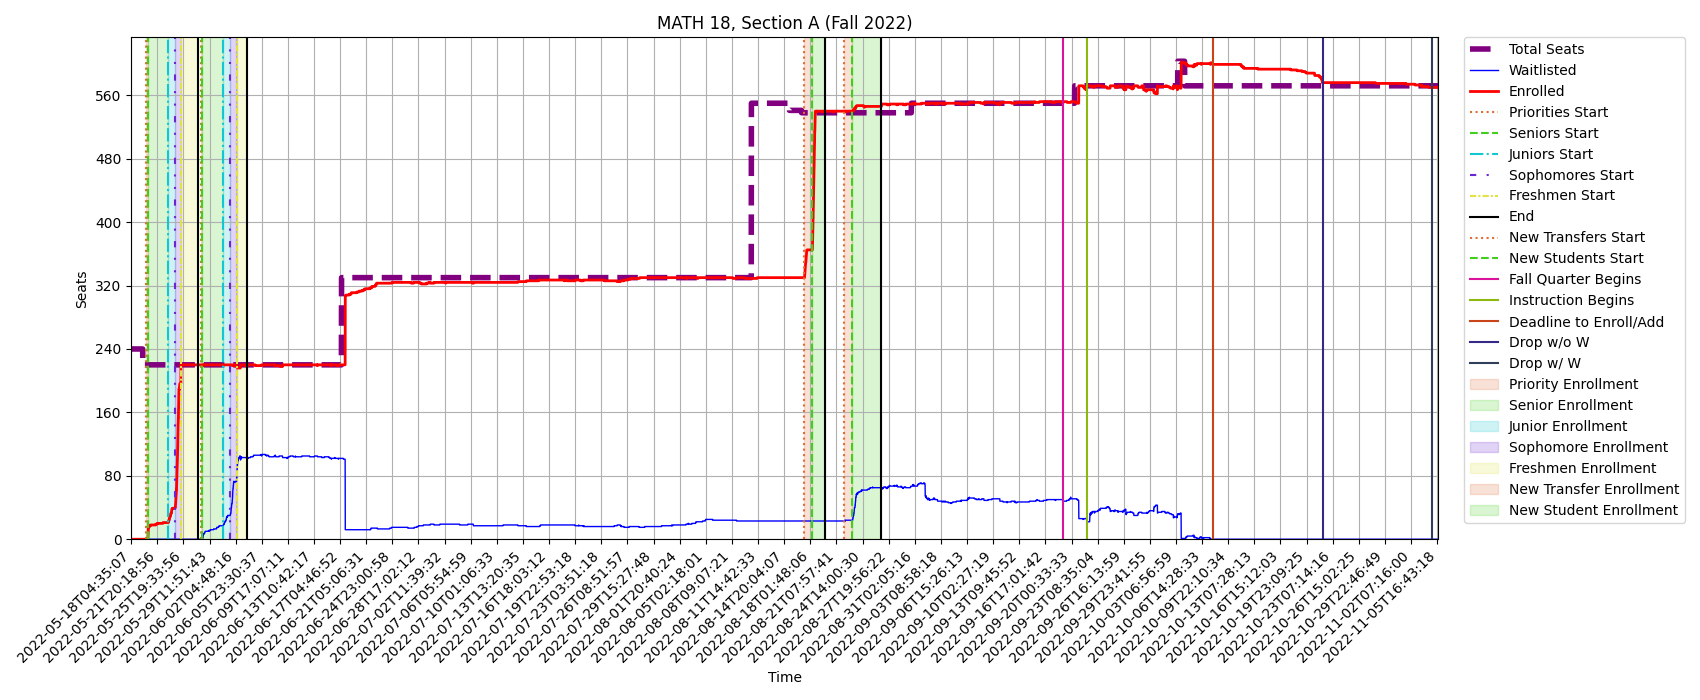 MATH 18, Section A (Fall 2022)
Seats
560
480
400
320
240
160
80
0
2022-05-18T04:35:07
2022-05-21T20:18:56
2022-05-25T19:33:56
2022-05-29T11:51:43
2022-06-02T04:48:16
2022-06-05T23:30:37
2022-06-09T17:07:11
2022-06-13T10:42:17
2022-06-17T04:46:52
2022-06-21T05:06:31
2022-06-24T23:00:58
2022-06-28T17:02:12
2022-07-02T11:39:32
2022-07-06T05:54:59
2022-07-10T01:06:33
2022-07-13T13:20:35
2022-07-16T18:03:12
2022-07-19T22:53:18
2022-07-23T03:51:18
2022-07-26T08:51:57
2022-07-29T15:27:48
2022-08-01T20:40:24
2022-08-05T02:18:01
2022-08-08T09:07:21
2022-08-11T14:42:33
2022-08-14T20:04:07
2022-08-18T01:48:06
2022-08-21T07:57:41
2022-08-24T14:00:30
2022-08-27T19:56:22
2022-08-31T02:05:16
2022-09-03T08:58:18
2022-09-06T15:26:13
2022-09-10T02:27:19
2022-09-13T09:45:52
2022-09-16T17:01:42
2022-09-20T00:33:33
2022-09-23T08:35:04
2022-09-26T16:13:59
2022-09-29T23:41:55
2022-10-03T06:56:59
2022-10-06T14:28:33
2022-10-09T22:10:34
2022-10-13T07:28:13
2022-10-16T15:12:03
2022-10-19T23:09:25
2022-10-23T07:14:16
2022-10-26T15:02:25
2022-10-29T22:46:49
2022-11-02T07:16:00
2022-11-05T16:43:18
Time
Total Seats
Waitlisted
Enrolled
Priorities Start
Seniors Start
Juniors Start
Sophomores Start
Freshmen Start
End
New Transfers Start
New Students Start
Fall Quarter Begins
Instruction Begins
Deadline to Enroll/Add
Drop w/o W
Drop w/ W
Priority Enrollment
Senior Enrollment
Junior Enrollment
Sophomore Enrollment
Freshmen Enrollment
New Transfer Enrollment
New Student Enrollment